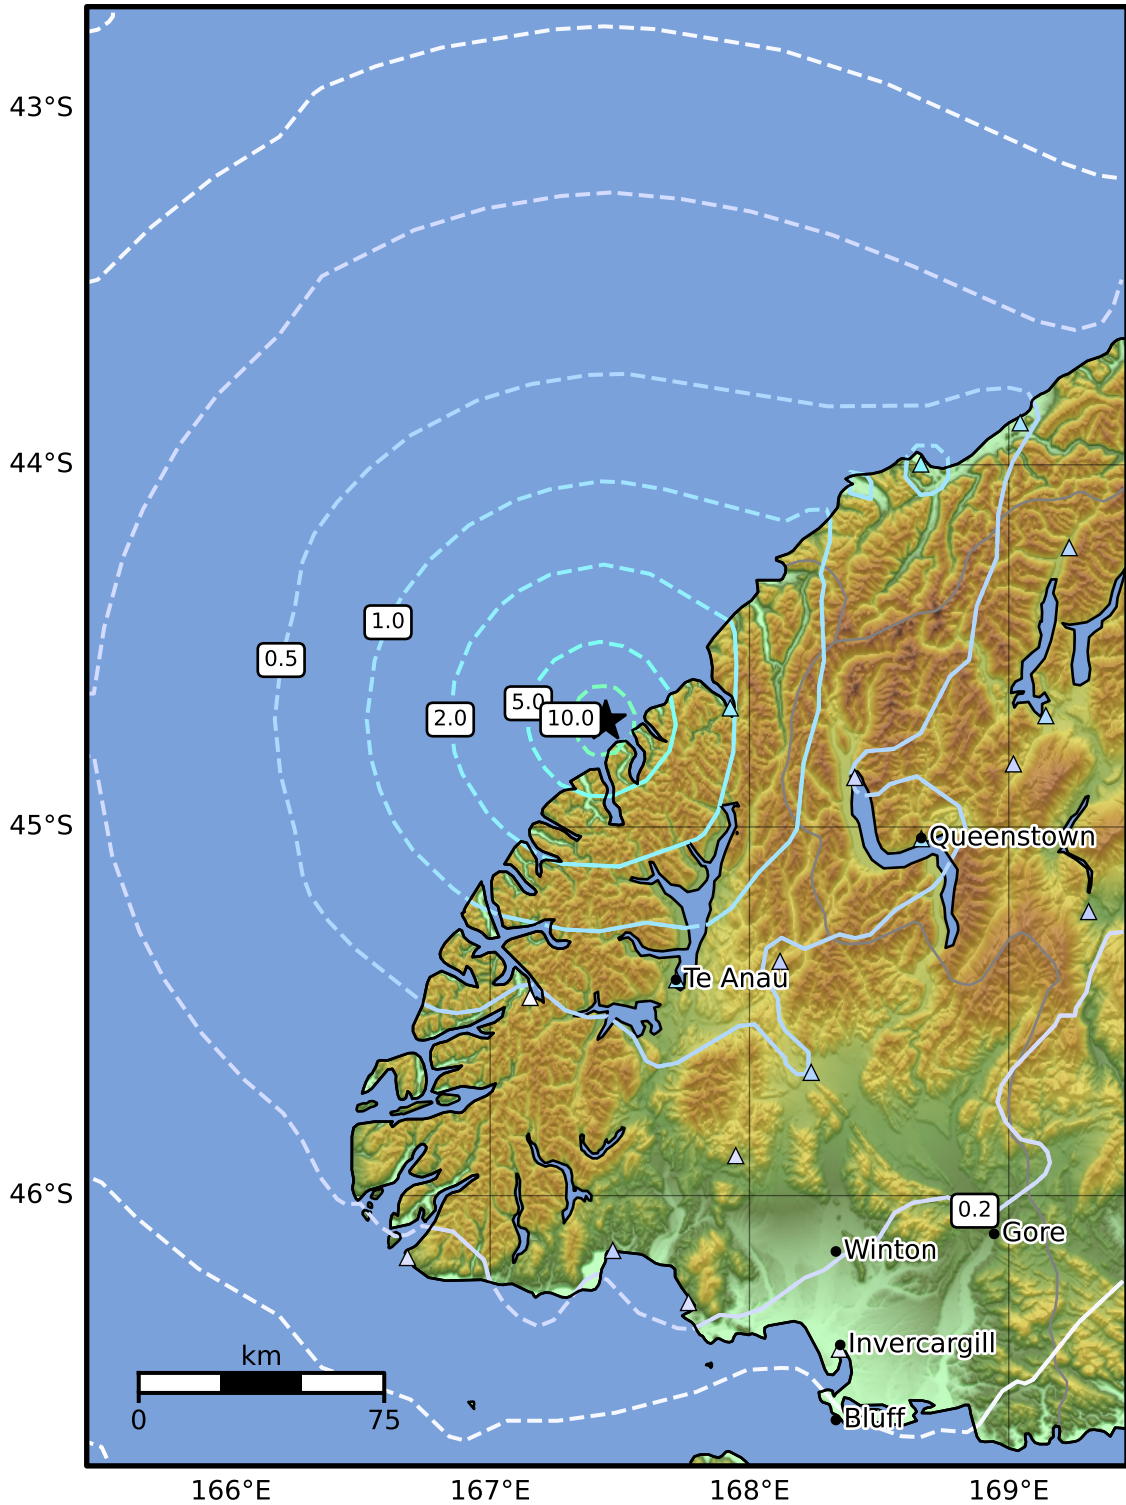 43°S
44°S
1.0
0.5
5.0
2.0
10.0
45°S
Queenstown
Te Anau
46°S
0.2
Gore
Winton
Invercargill
km
0
75
Bluff
166°E
167°E
168°E
169°E